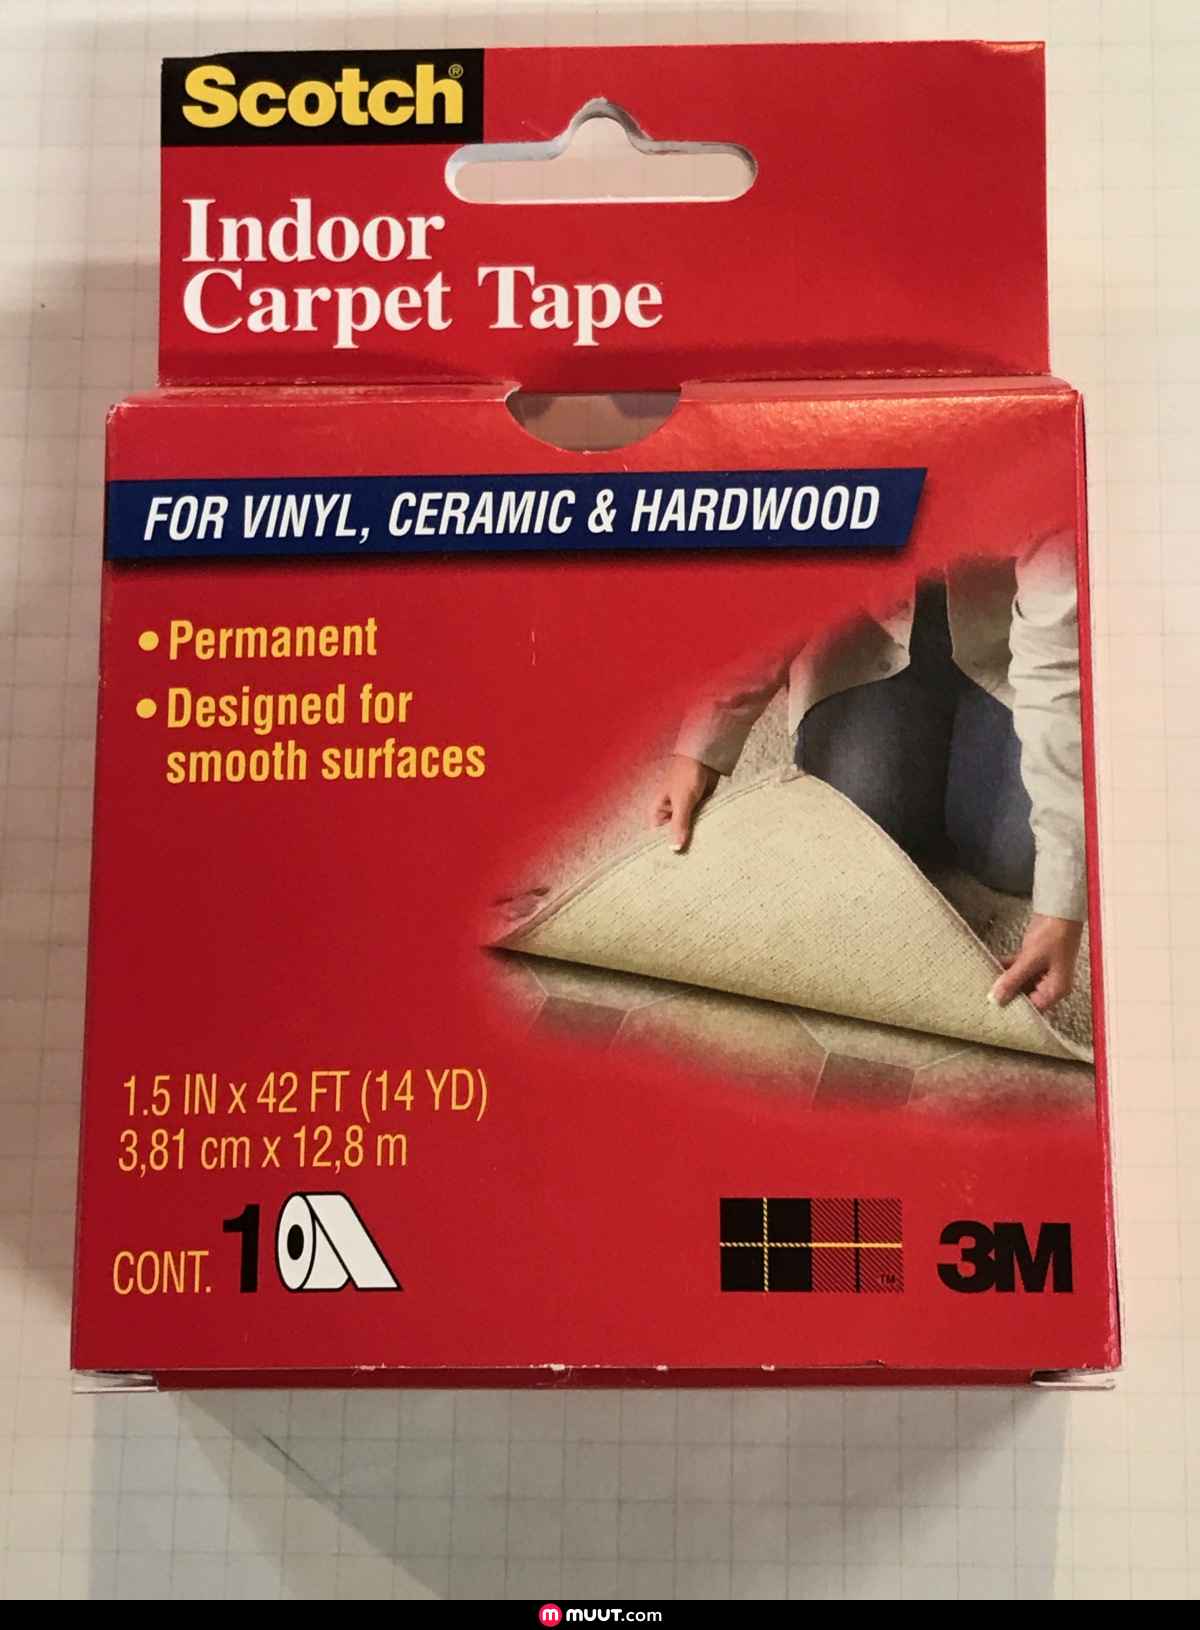 Scotch®
Indoor
Carpet Tape
FOR VINYL, CERAMIC & HARDWOOD
• Permanent
• Designed for
smooth surfaces
1.5 IN x 42 FT (14 YD)
3,81 cm x 12,8 m
CONT. 1
TM
3M
m MUUT.com